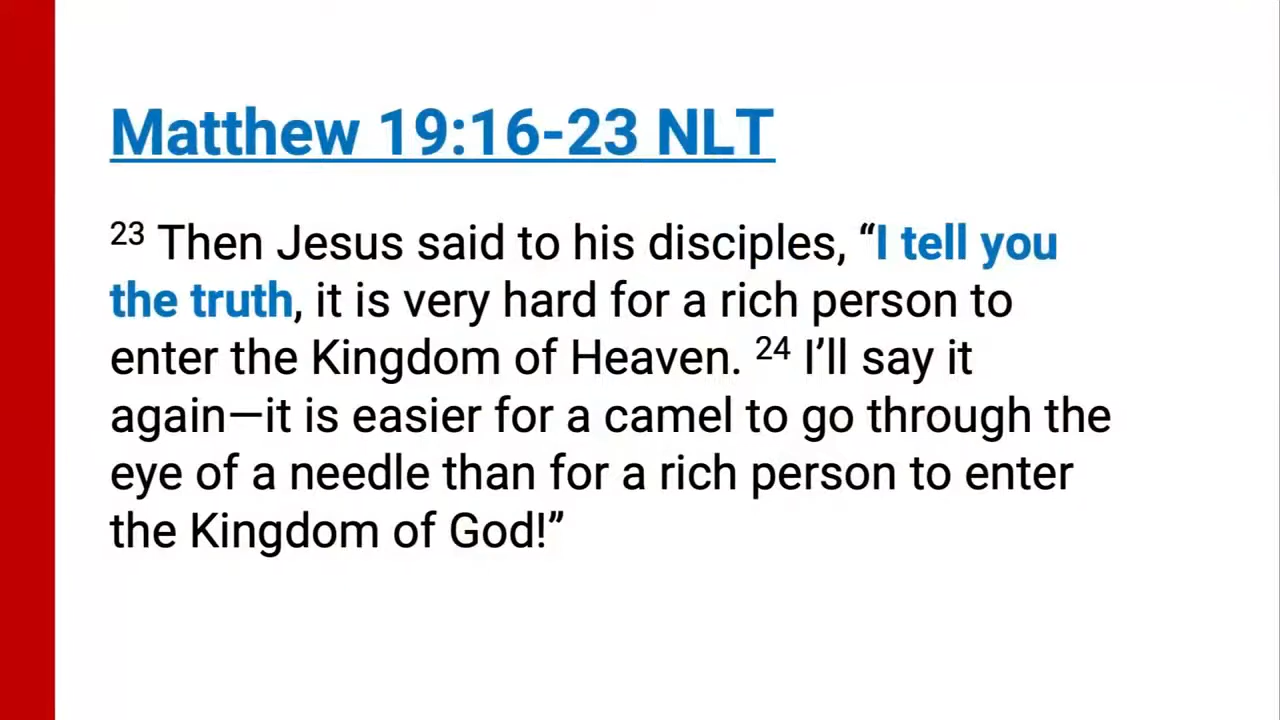 Matthew 19:16-23 NLT
23 Then Jesus said to his disciples, “I tell you
the truth, it is very hard for a rich person to
enter the Kingdom of Heaven. 24 I’ll say it
again—it is easier for a camel to go through the
eye of a needle than for a rich person to enter
the Kingdom of God!”